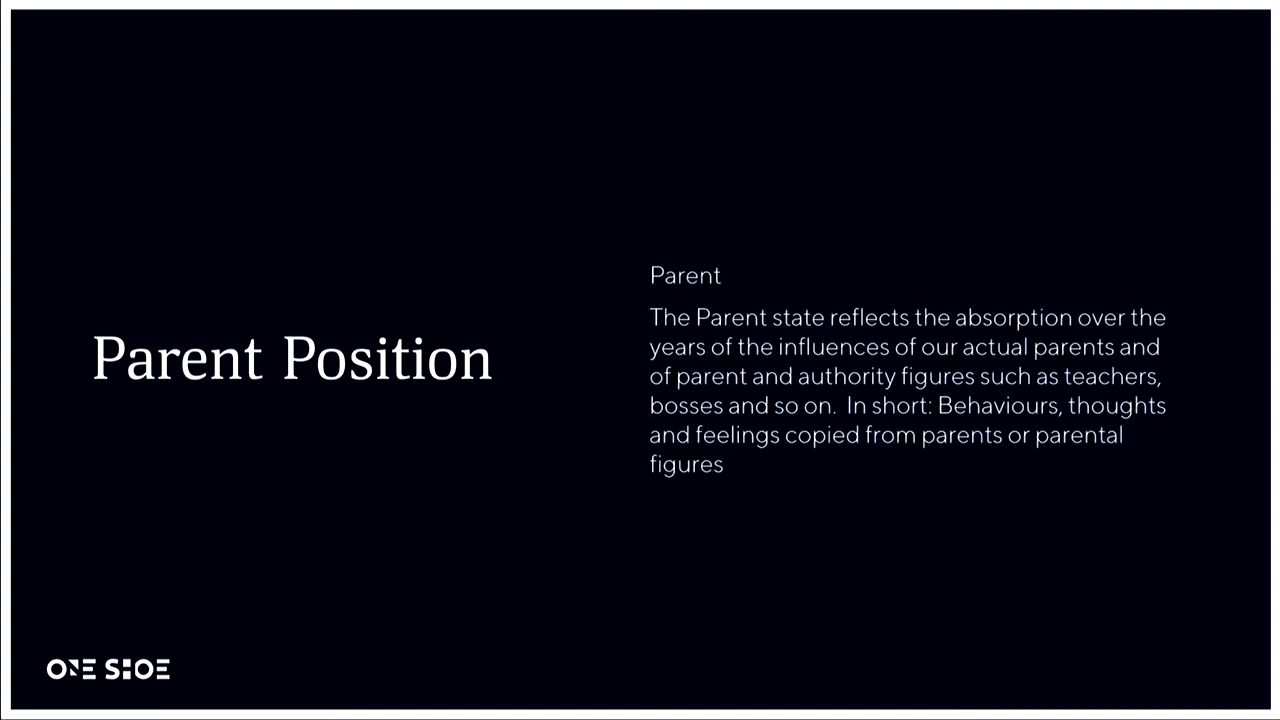 Parent Position
Parent
The Parent state reflects the absorption over the
years of the influences of our actual parents and
of parent and authority figures such as teachers,
bosses and so on.  In short: Behaviours, thoughts
and feelings copied from parents or parental
figures
ONE SHOE